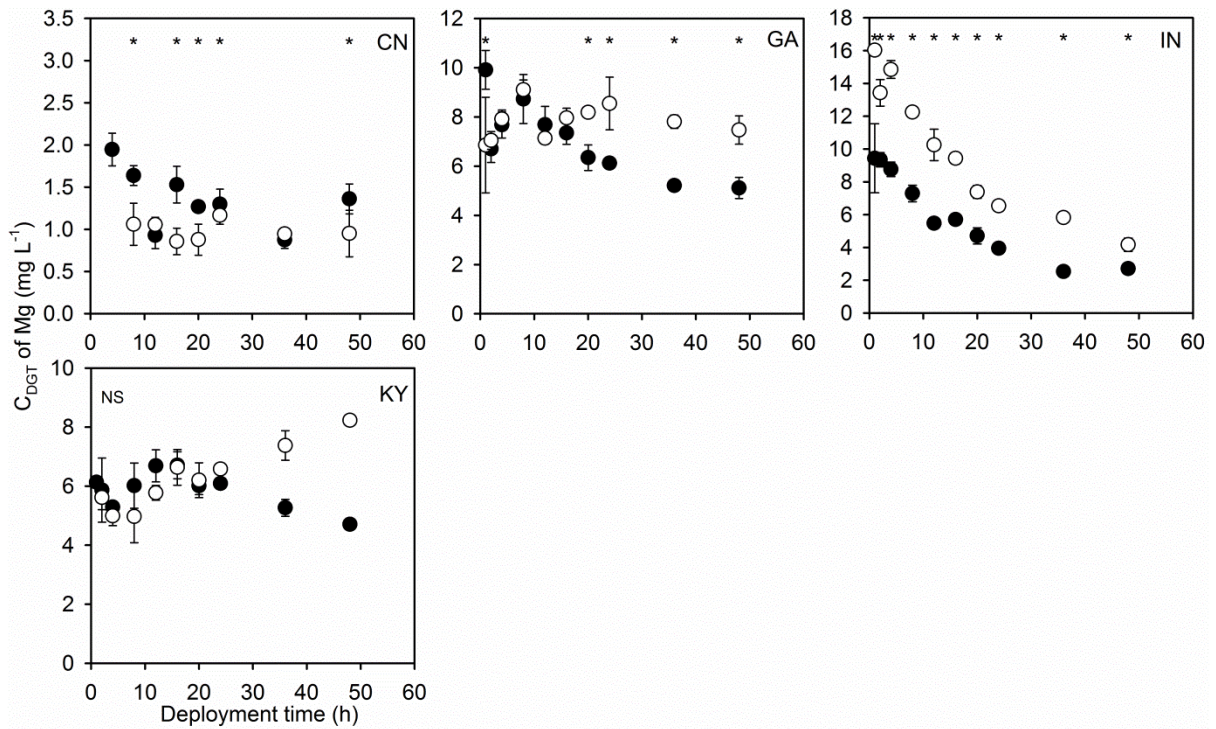 3.5
3.0
2.5
2.0
1.5
1.0
0.5
0.0
* * * * *
CN
0 10 20 30 40 50 60
12
10
8
6
4
2
0
* * * * *
GA
0 10 20 30 40 50 60
18
16
14
12
10
8
6
4
2
0
* * * * * * * * * *
IN
0 10 20 30 40 50 60
C_DGT of Mg (mg L⁻¹)
10
8
6
4
2
0
NS
KY
0 10 20 30 40 50 60
Deployment time (h)